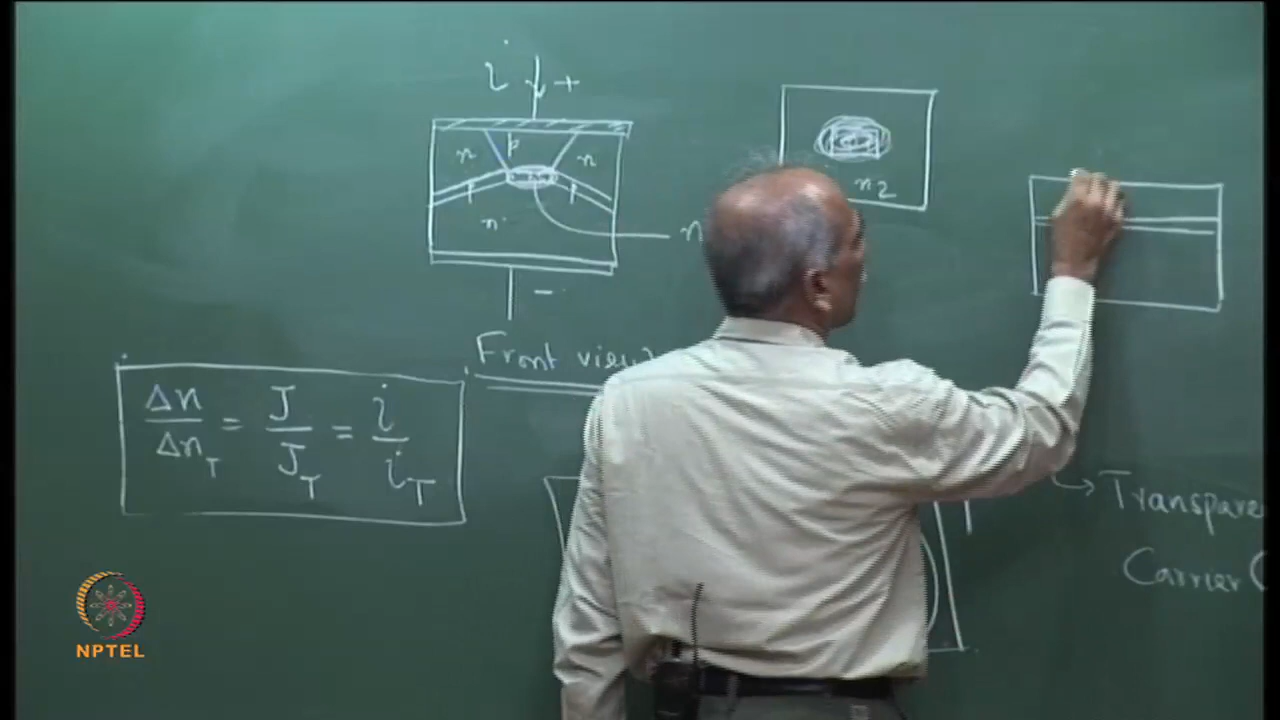 i +
n p n
p p
n n
-
n2
Front view
Δn/Δn_T = J/J_T = i/i_T
→ Transpare
Carrier
NPTEL